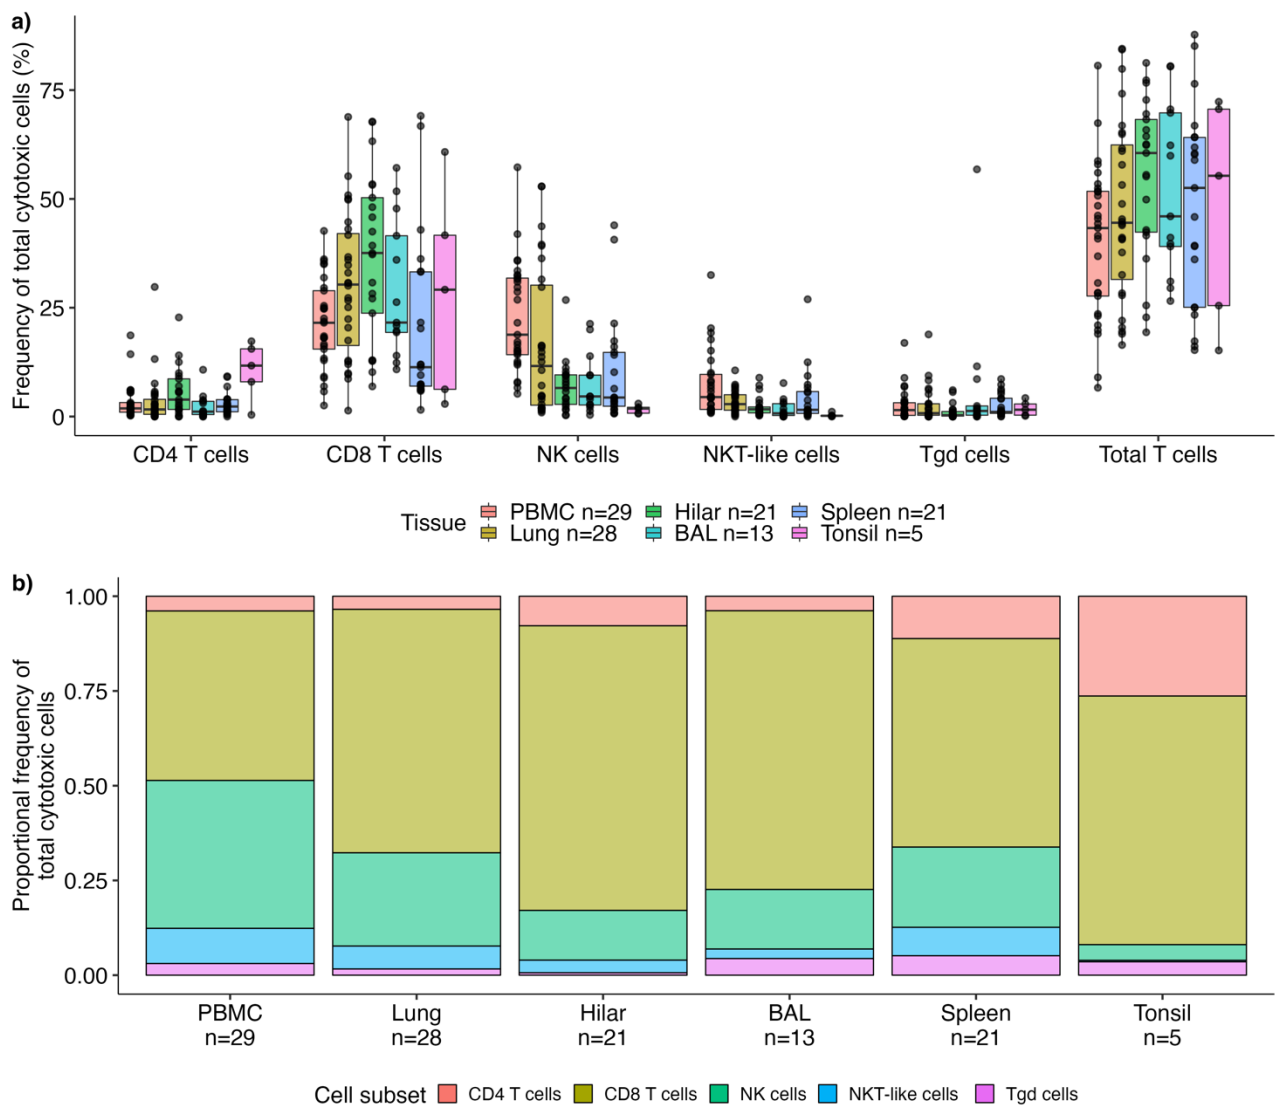 a)
Frequency of total cytotoxic cells (%)
75
50
25
0
CD4 T cells CD8 T cells NK cells NKT-like cells Tgd cells Total T cells
Tissue
PBMC n=29 Hilar n=21 Spleen n=21
Lung n=28 BAL n=13 Tonsil n=5
b)
Proportional frequency of
total cytotoxic cells
1.00
0.75
0.50
0.25
0.00
PBMC Lung Hilar BAL Spleen Tonsil
n=29 n=28 n=21 n=13 n=21 n=5
Cell subset CD4 T cells CD8 T cells NK cells NKT-like cells Tgd cells